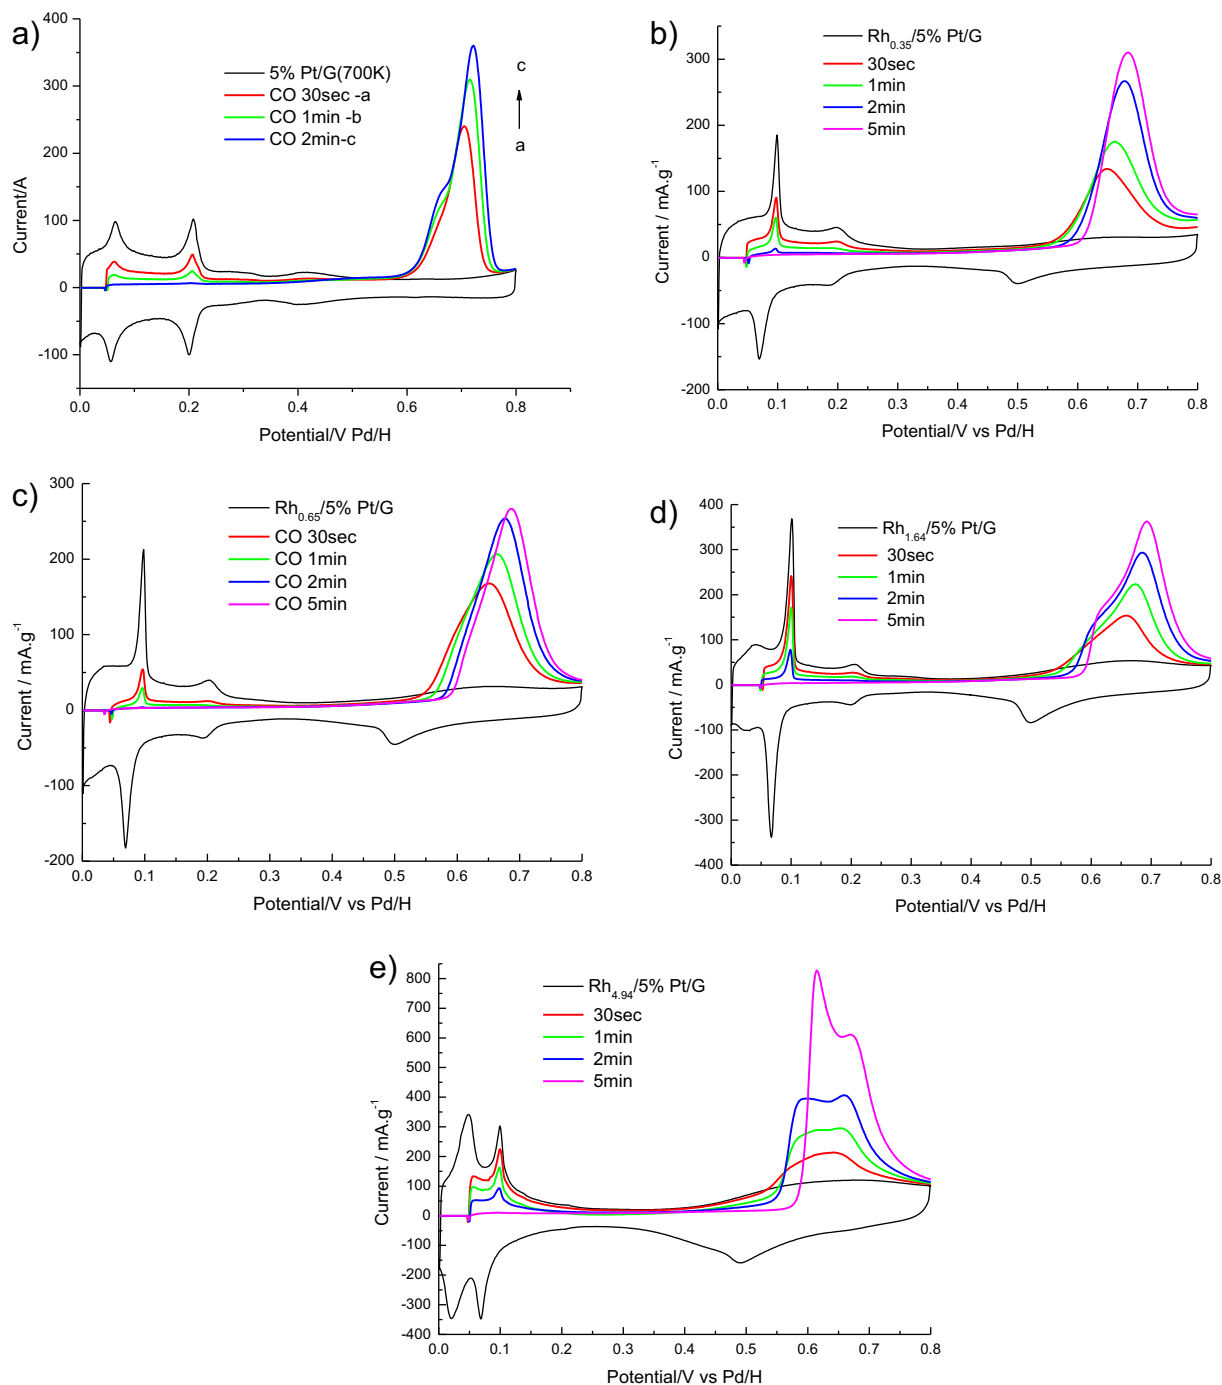 a)
5% Pt/G(700K)
CO 30sec -a
CO 1min -b
CO 2min-c
c
a
400
300
200
100
0
-100
Current/A
0.0 0.2 0.4 0.6 0.8
Potential/V Pd/H
b)
Rh0.35/5% Pt/G
30sec
1min
2min
5min
300
200
100
0
-100
-200
Current / mA.g-1
0.0 0.1 0.2 0.3 0.4 0.5 0.6 0.7 0.8
Potential/V vs Pd/H
c)
Rh0.65/5% Pt/G
CO 30sec
CO 1min
CO 2min
CO 5min
300
200
100
0
-100
-200
Current / mA.g-1
0.0 0.1 0.2 0.3 0.4 0.5 0.6 0.7 0.8
Potential/V vs Pd/H
d)
Rh1.64/5% Pt/G
30sec
1min
2min
5min
400
300
200
100
0
-100
-200
-300
-400
Current / mA.g-1
0.0 0.1 0.2 0.3 0.4 0.5 0.6 0.7 0.8
Potential/V vs Pd/H
e)
Rh4.94/5% Pt/G
30sec
1min
2min
5min
800
700
600
500
400
300
200
100
0
-100
-200
-300
-400
Current / mA.g-1
0.0 0.1 0.2 0.3 0.4 0.5 0.6 0.7 0.8
Potential/V vs Pd/H